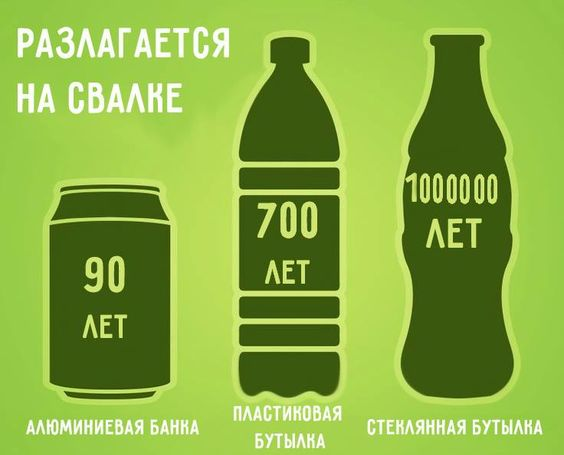 РАЗЛАГАЕТСЯ
НА СВАЛКЕ
90
ЛЕТ
700
ЛЕТ
1000000
ЛЕТ
АЛЮМИНИЕВАЯ БАНКА
ПЛАСТИКОВАЯ
БУТЫЛКА
СТЕКЛЯННАЯ БУТЫЛКА